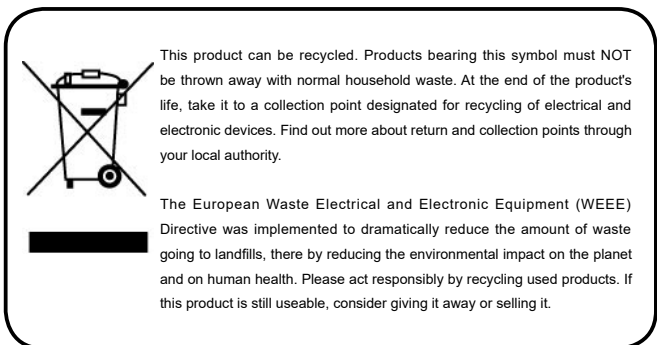 This product can be recycled. Products bearing this symbol must NOT
be thrown away with normal household waste. At the end of the product's
life, take it to a collection point designated for recycling of electrical and
electronic devices. Find out more about return and collection points through
your local authority.
The European Waste Electrical and Electronic Equipment (WEEE)
Directive was implemented to dramatically reduce the amount of waste
going to landfills, there by reducing the environmental impact on the planet
and on human health. Please act responsibly by recycling used products. If
this product is still useable, consider giving it away or selling it.